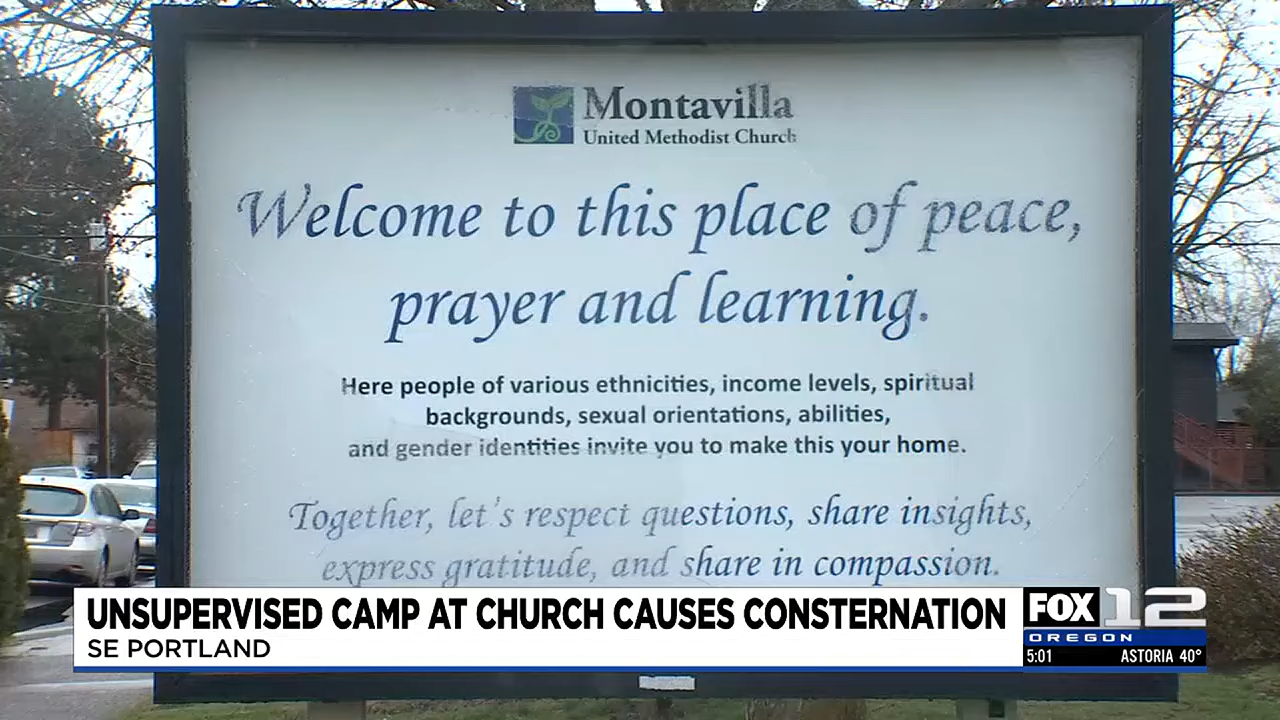 Montavilla
United Methodist Church
Welcome to this place of peace,
prayer and learning.
Here people of various ethnicities, income levels, spiritual
backgrounds, sexual orientations, abilities,
and gender identities invite you to make this your home.
Together, let's respect questions, share insights,
express gratitude, and share in compassion.
UNSUPERVISED CAMP AT CHURCH CAUSES CONSTERNATION
SE PORTLAND
FOX 12
OREGON
5:01 ASTORIA 40°